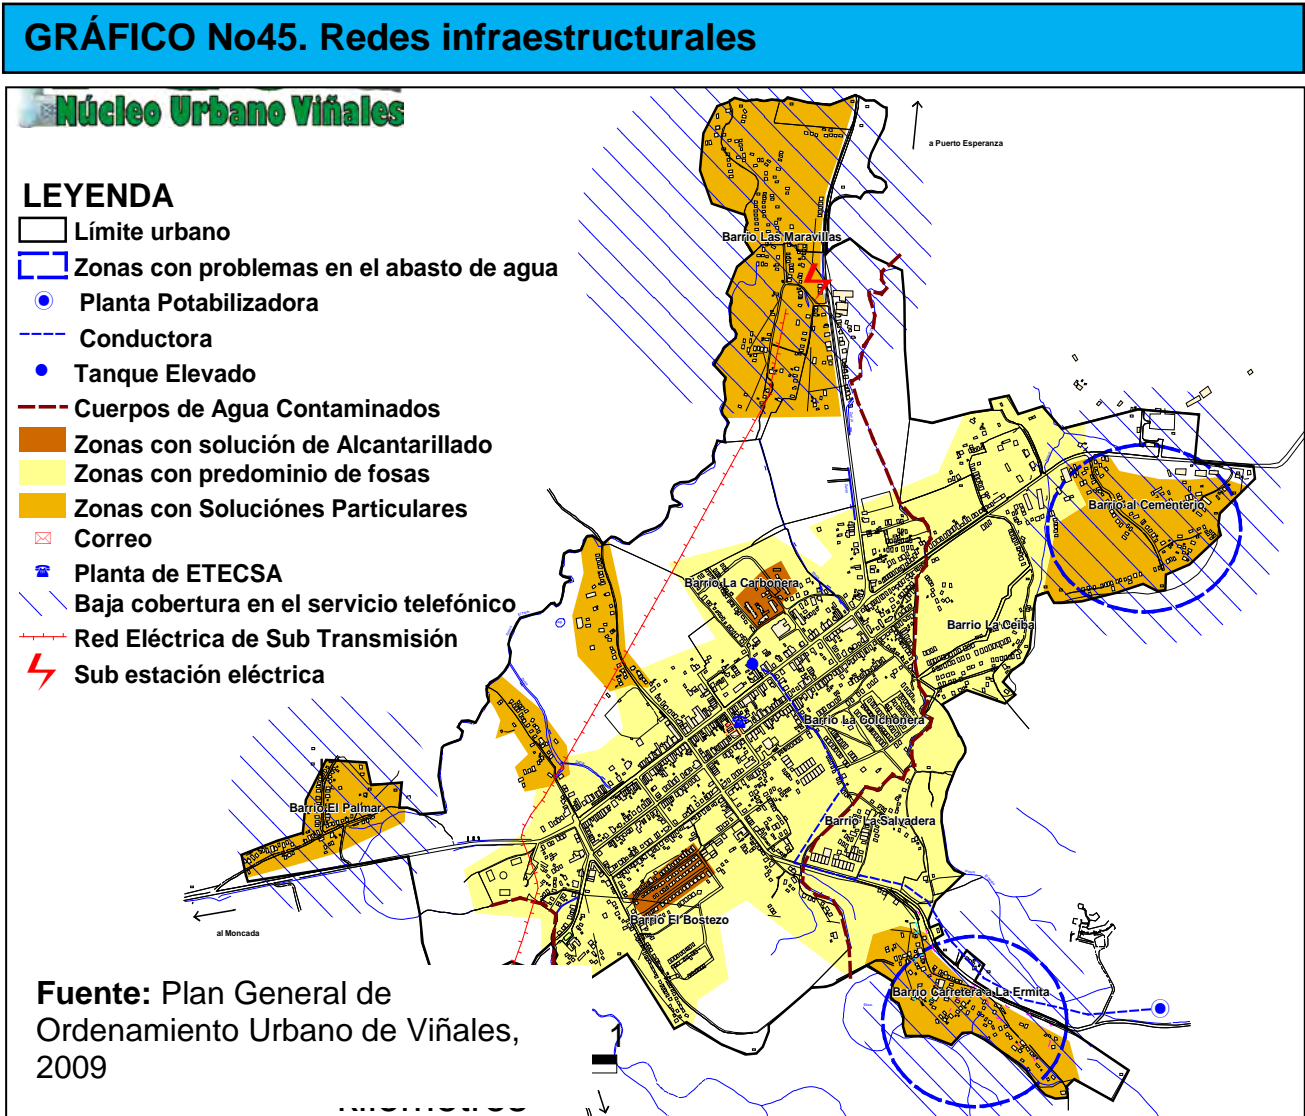 GRÁFICO No45. Redes infraestructurales
Núcleo Urbano Viñales
a Puerto Esperanza
LEYENDA
Límite urbano
Zonas con problemas en el abasto de agua
Planta Potabilizadora
Conductora
Tanque Elevado
Cuerpos de Agua Contaminados
Zonas con solución de Alcantarillado
Zonas con predominio de fosas
Zonas con Soluciónes Particulares
Correo
Planta de ETECSA
Baja cobertura en el servicio telefónico
Red Eléctrica de Sub Transmisión
Sub estación eléctrica
Barrio Las Maravillas
Barrio al Cementerio
Barrio La Carbonera
Barrio La Ceiba
Barrio La Colchonera
Barrio El Palmar
Barrio La Salvadera
Barrio El Bostezo
al Moncada
Barrio Carretera a La Ermita
Fuente: Plan General de
Ordenamiento Urbano de Viñales,
2009
1
Kilómetros